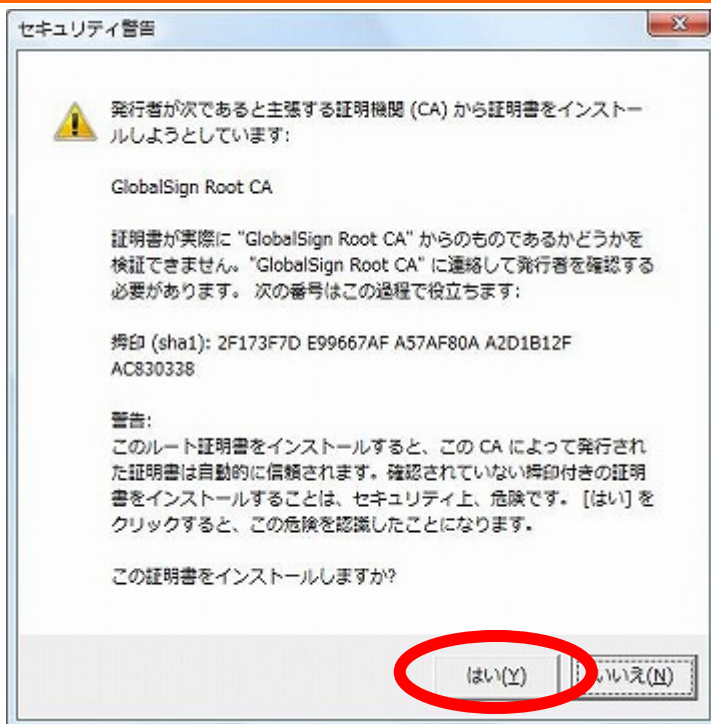 セキュリティ警告
発行者が次であると主張する証明機関 (CA) から証明書をインストー
ルしようとしています:
GlobalSign Root CA
証明書が実際に "GlobalSign Root CA" からのものであるかどうかを
検証できません。"GlobalSign Root CA" に連絡して発行者を確認する
必要があります。 次の番号はこの過程で役立ちます:
拇印 (sha1): 2F173F7D E99667AF A57AF80A A2D1B12F
AC830338
警告:
このルート証明書をインストールすると、この CA によって発行され
た証明書は自動的に信頼されます。確認されていない拇印付きの証明
書をインストールすることは、セキュリティ上、危険です。 [はい] を
クリックすると、この危険を認識したことになります。
この証明書をインストールしますか?
はい(Y) いいえ(N)